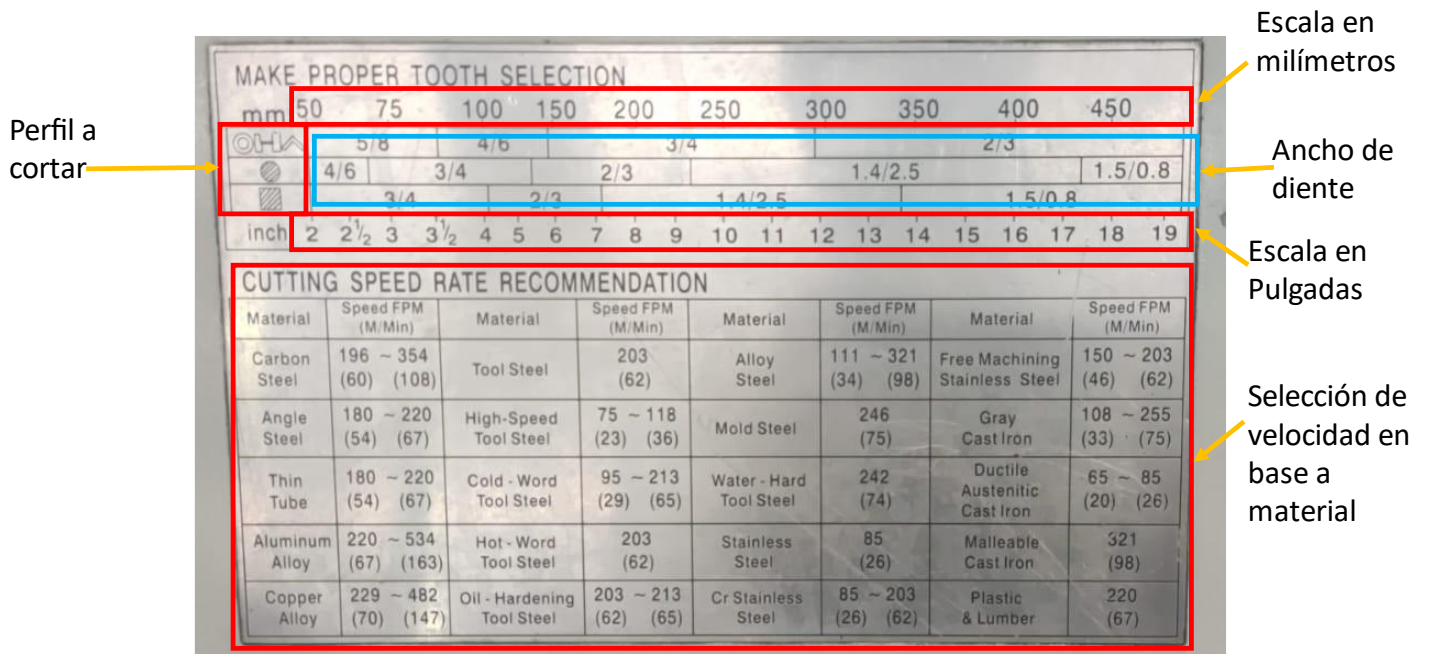 Escala en
milímetros
MAKE PROPER TOOTH SELECTION
mm 50 75 100 150 200 250 300 350 400 450
Perfil a
cortar
5/8 4/6 3/4 2/3
4/6 3/4 2/3 1.4/2.5 1.5/0.8
3/4 2/3 1.4/2.5 1.5/0.8
Ancho de
diente
inch 2 2½ 3 3½ 4 5 6 7 8 9 10 11 12 13 14 15 16 17 18 19
Escala en
Pulgadas
CUTTING SPEED RATE RECOMMENDATION
Material Speed FPM (M/Min) Material Speed FPM (M/Min) Material Speed FPM (M/Min) Material Speed FPM (M/Min)
Carbon Steel 196 ~ 354 (60) (108) Tool Steel 203 (62) Alloy Steel 111 ~ 321 (34) (98) Free Machining Stainless Steel 150 ~ 203 (46) (62)
Angle Steel 180 ~ 220 (54) (67) High-Speed Tool Steel 75 ~ 118 (23) (36) Mold Steel 246 (75) Gray Cast Iron 108 ~ 255 (33) (75)
Thin Tube 180 ~ 220 (54) (67) Cold - Word Tool Steel 95 ~ 213 (29) (65) Water - Hard Tool Steel 242 (74) Ductile Austenitic Cast Iron 65 ~ 85 (20) (26)
Aluminum Alloy 220 ~ 534 (67) (163) Hot - Word Tool Steel 203 (62) Stainless Steel 85 (26) Malleable Cast Iron 321 (98)
Copper Alloy 229 ~ 482 (70) (147) Oil - Hardening Tool Steel 203 ~ 213 (62) (65) Cr Stainless Steel 85 ~ 203 (26) (62) Plastic & Lumber 220 (67)
Selección de
velocidad en
base a
material